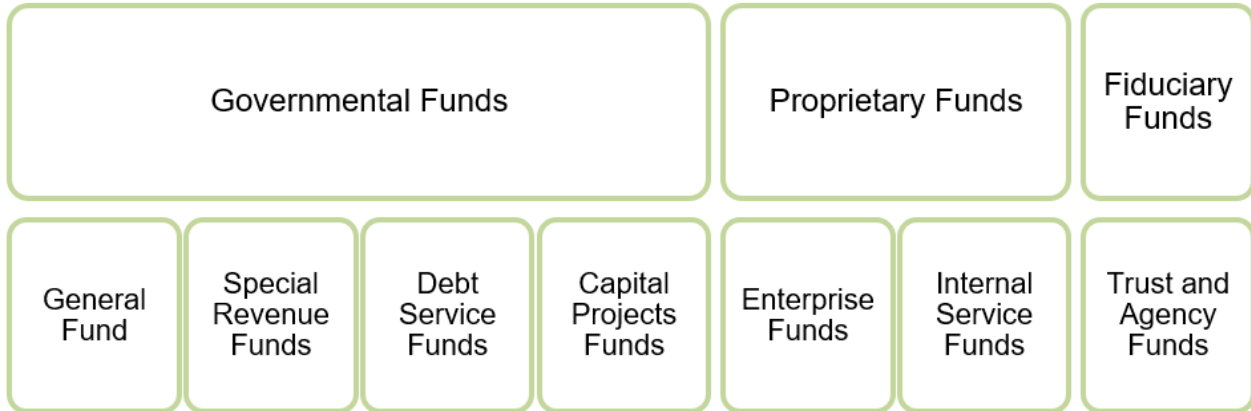 Governmental Funds
Proprietary Funds
Fiduciary
Funds
General
Fund
Special
Revenue
Funds
Debt
Service
Funds
Capital
Projects
Funds
Enterprise
Funds
Internal
Service
Funds
Trust and
Agency
Funds